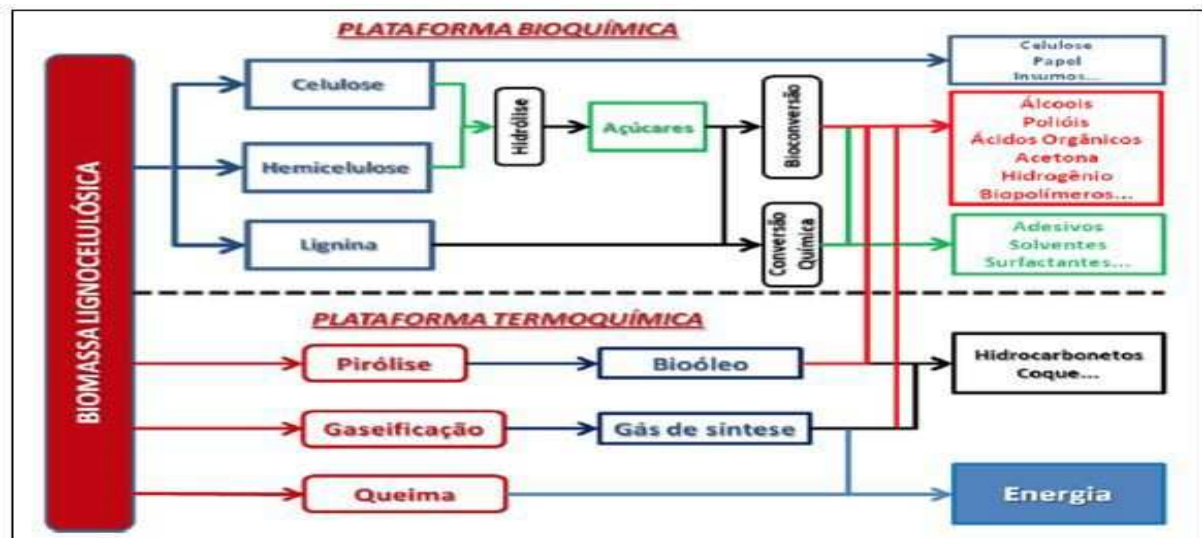 PLATAFORMA BIOQUÍMICA
BIOMASSA LIGNOCELULÓSICA
Celulose
Hemicelulose
Lignina
Hidrólise
Açúcares
Bioconversão
Conversão
Química
Celulose
Papel
Insumos...
Álcoois
Polióis
Ácidos Orgânicos
Acetona
Hidrogênio
Biopolímeros...
Adesivos
Solventes
Surfactantes...
PLATAFORMA TERMOQUÍMICA
Pirólise
Bioóleo
Hidrocarbonetos
Coque...
Gaseificação
Gás de síntese
Queima
Energia